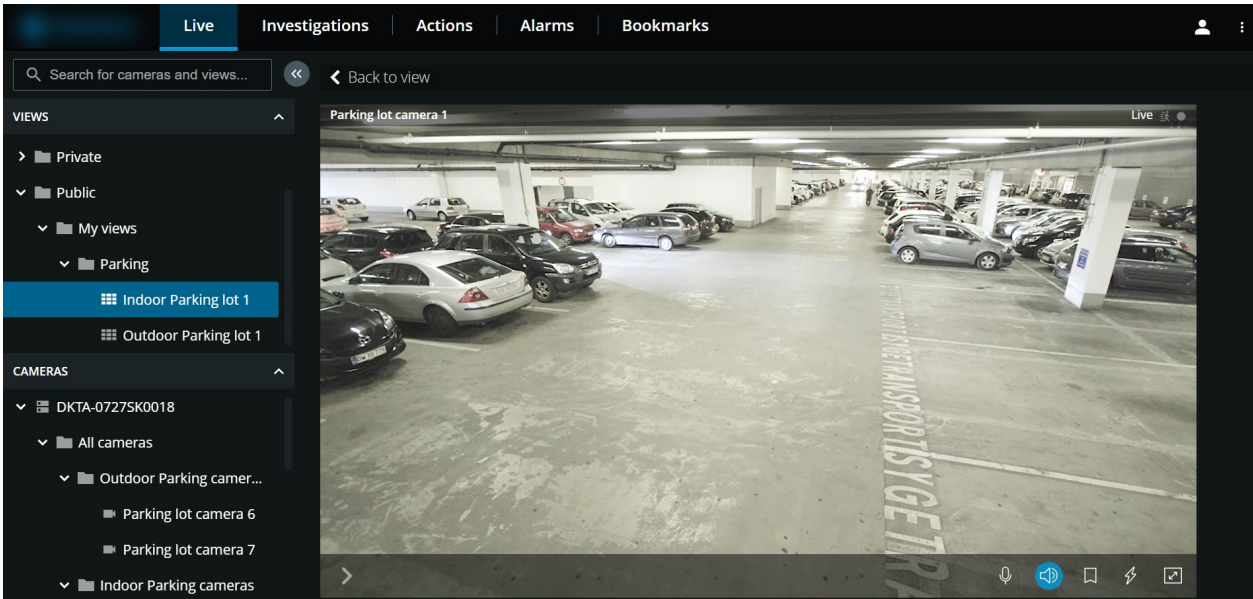 Live
Investigations
Actions
Alarms
Bookmarks
Search for cameras and views...
Back to view
VIEWS
Private
Public
My views
Parking
Indoor Parking lot 1
Outdoor Parking lot 1
CAMERAS
DKTA-0727SK0018
All cameras
Outdoor Parking camer...
Parking lot camera 6
Parking lot camera 7
Indoor Parking cameras
Parking lot camera 1
Live